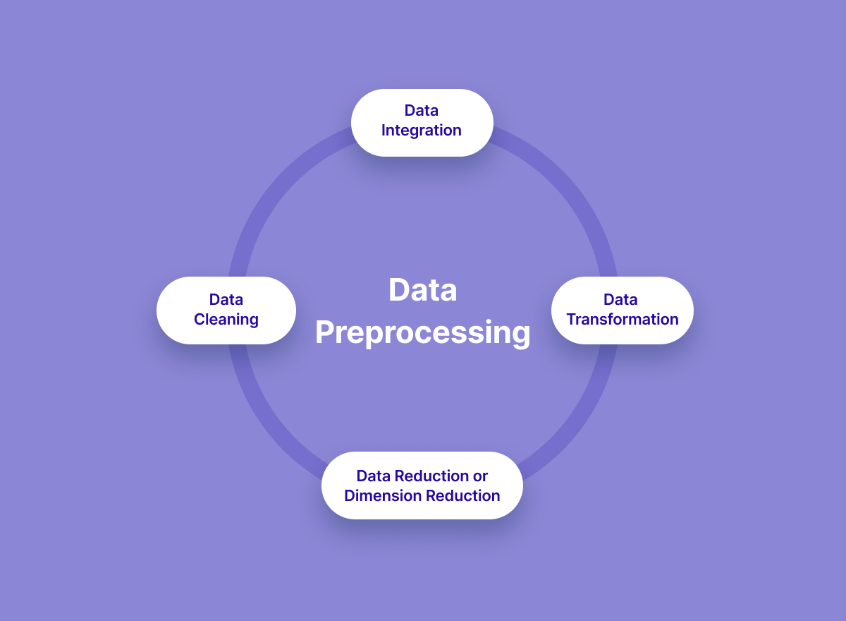 Data
Integration
Data
Cleaning
Data
Preprocessing
Data
Transformation
Data Reduction or
Dimension Reduction